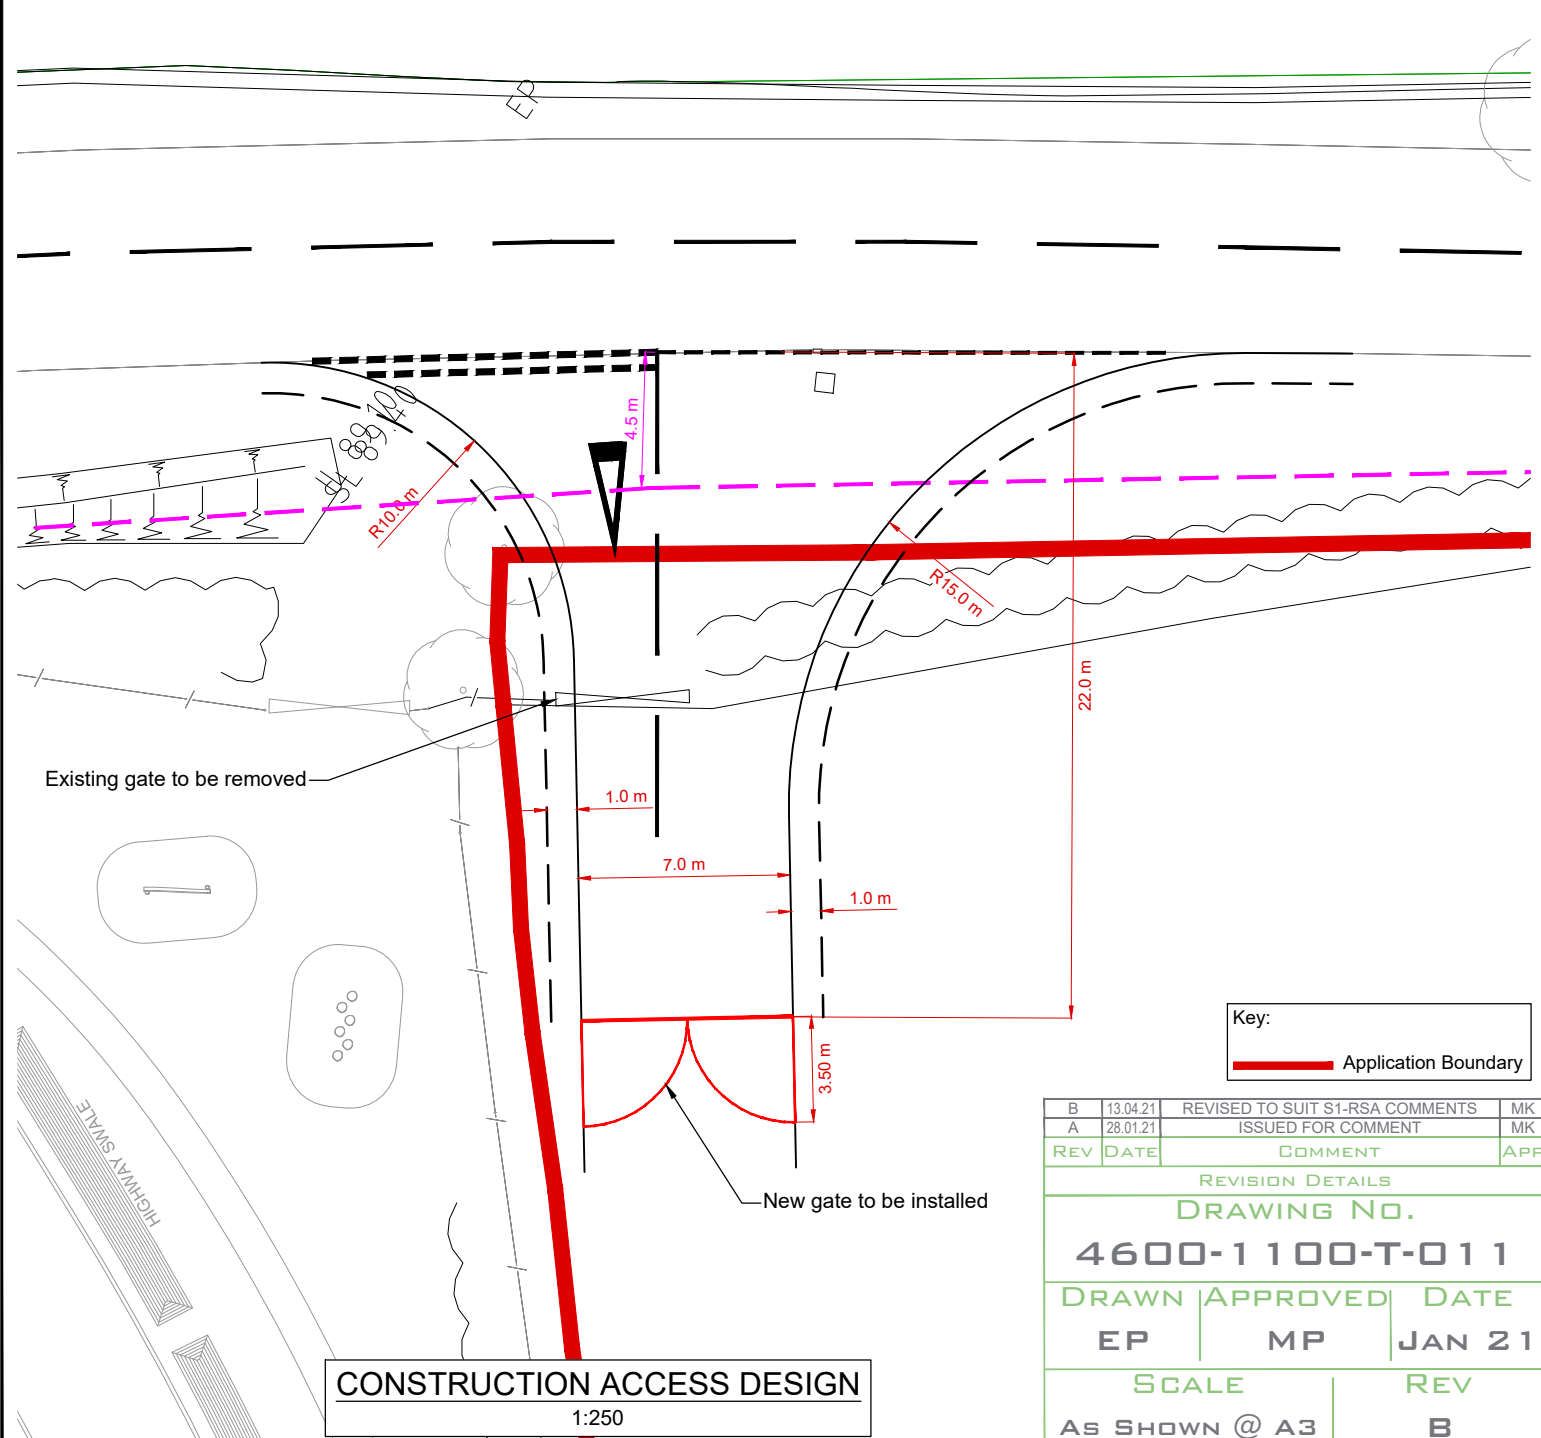 EP
SL 89.140
4.5 m
R10.0 m
R15.0 m
22.0 m
Existing gate to be removed
1.0 m
7.0 m
1.0 m
3.50 m
New gate to be installed
HIGHWAY SWALE
Key:
Application Boundary
B 13.04.21 REVISED TO SUIT S1-RSA COMMENTS MK
A 28.01.21 ISSUED FOR COMMENT MK
REV DATE COMMENT APP
REVISION DETAILS
DRAWING NO.
4600-1100-T-011
DRAWN APPROVED DATE
EP MP JAN 21
SCALE REV
AS SHOWN @ A3 B
CONSTRUCTION ACCESS DESIGN
1:250